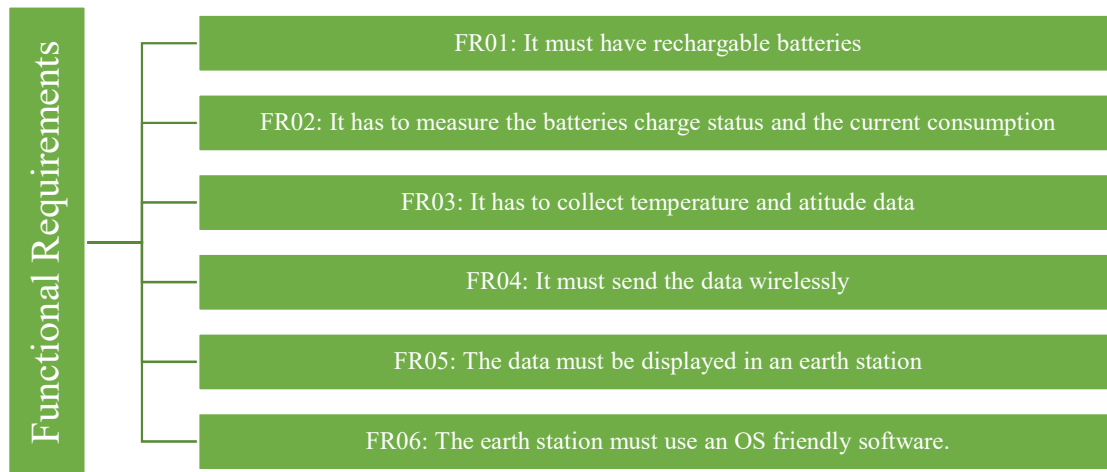 Functional Requirements
FR01: It must have rechargable batteries
FR02: It has to measure the batteries charge status and the current consumption
FR03: It has to collect temperature and atitude data
FR04: It must send the data wirelessly
FR05: The data must be displayed in an earth station
FR06: The earth station must use an OS friendly software.